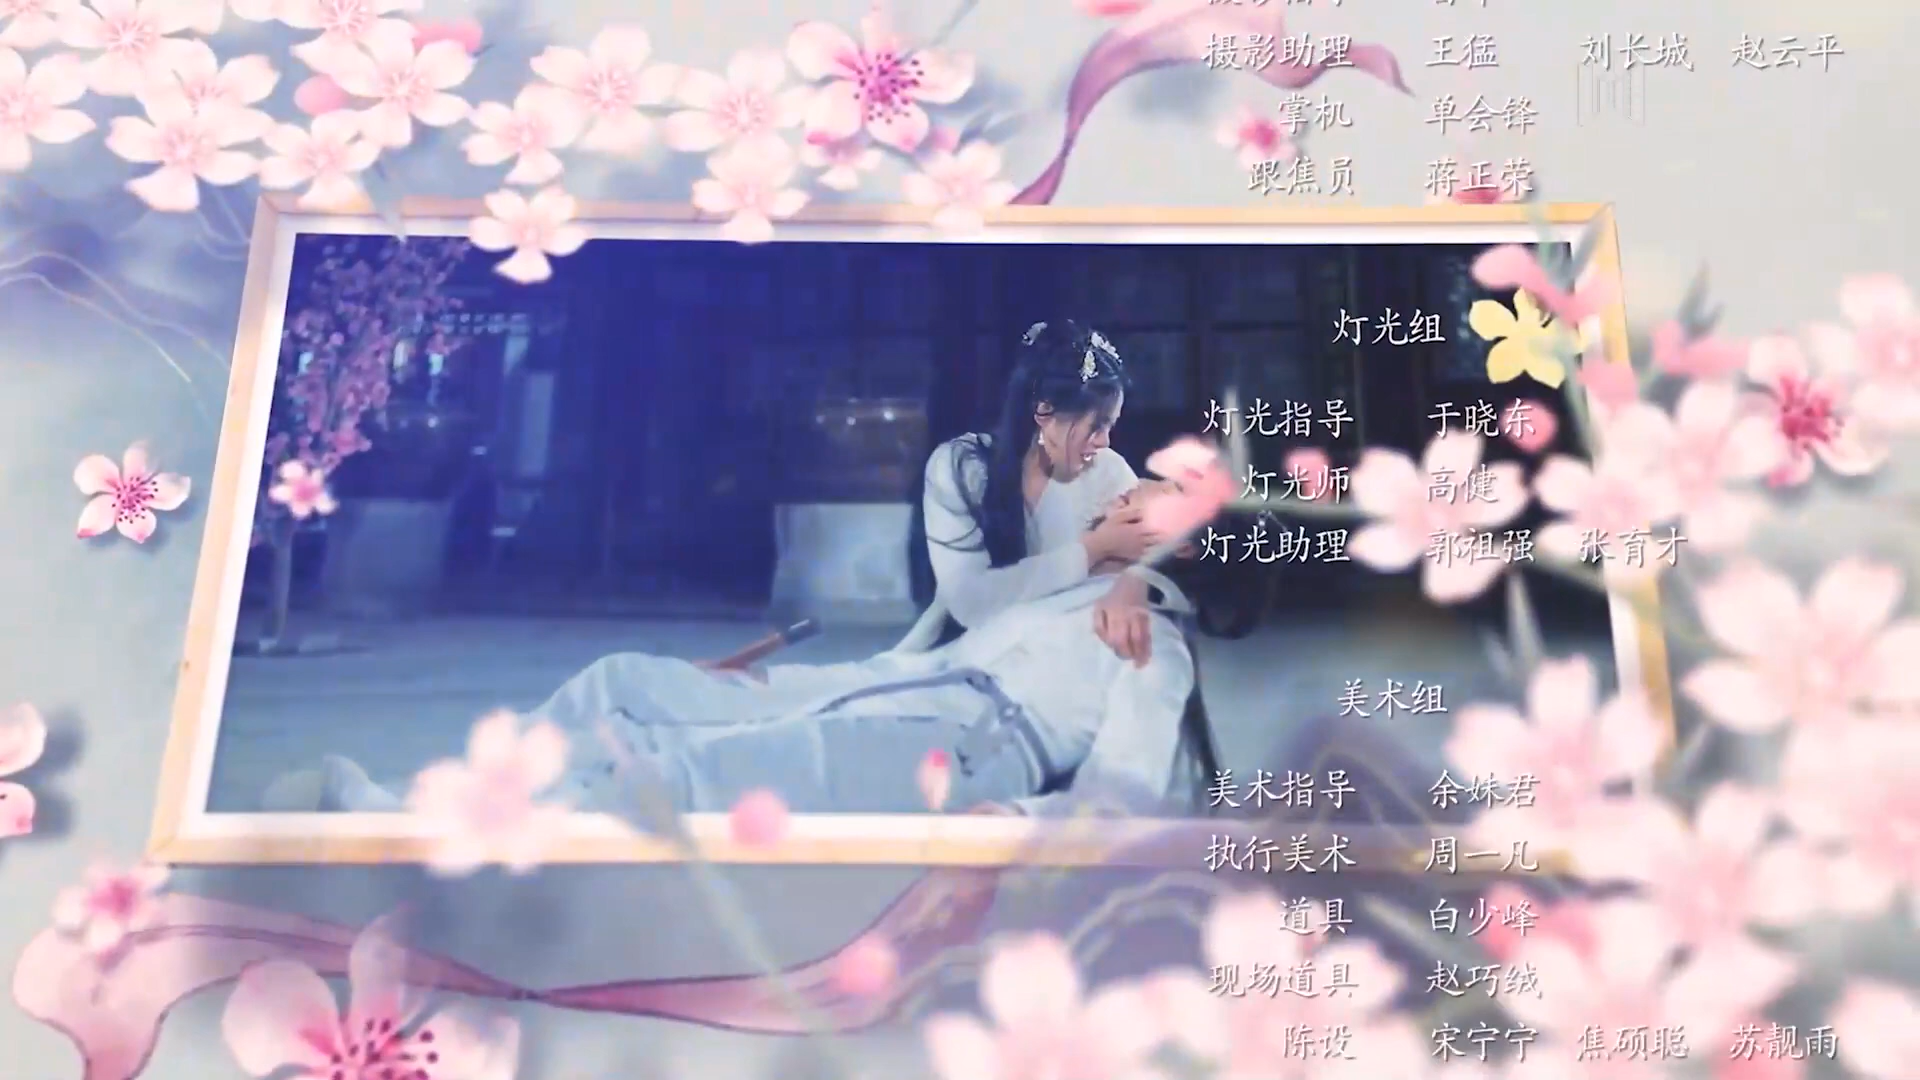 摄影助理 王猛 刘长城 赵云平
掌机 单会锋
跟焦员 蒋正荣
灯光组
灯光指导 于晓东
灯光师 高健
灯光助理 郭祖强 张育才
美术组
美术指导 余姝君
执行美术 周一凡
道具 白少峰
现场道具 赵巧绒
陈设 宋宁宁 焦硕聪 苏靓雨